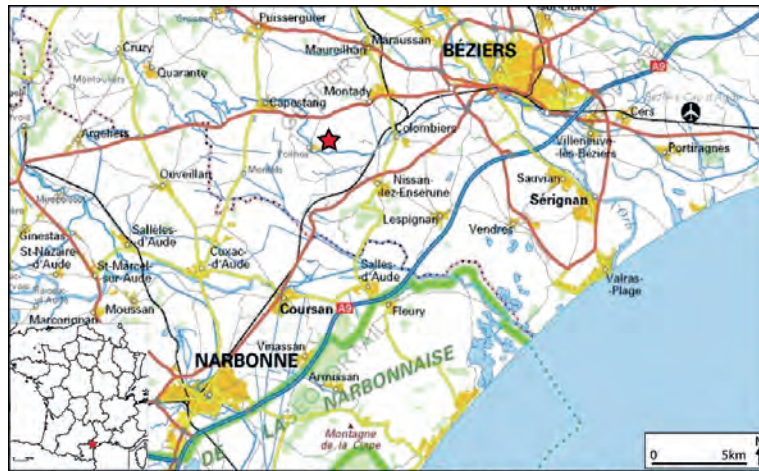 Puisserguier
Cruzy
Quarante
Maraussan
Maureilhan
BÉZIERS
A9
Montady
Capestang
Cers
Colombiers
Villeneuve-
lès-Béziers
Portiragnes
Argeliers
Poilhes
Montels
Ouveillan
Nissan-
lez-Enserune
Sauvian
Sérignan
Lespignan
Vendres
Orb
Ginestas
Sallèles-
d'Aude
Cuxac-
d'Aude
St-Nazaire-
d'Aude
St-Marcel-
sur-Aude
Salles-
d'Aude
Valras-
Plage
Moussan
Marcorignan
Coursan
A9
Fleury
Vinassan
NARBONNE
Armissan
DE LA NARBONNAISE
Montagne
de la Clape
N
0 5km